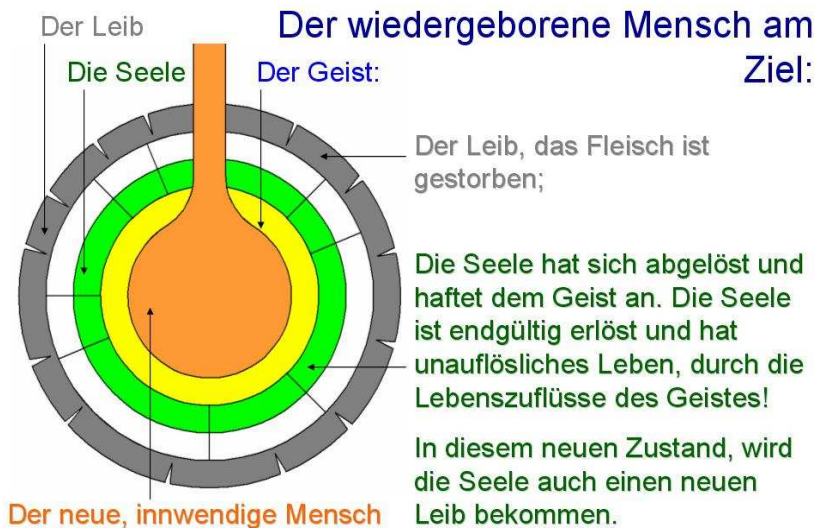 Der Leib
Der wiedergeborene Mensch am
Ziel:
Die Seele
Der Geist:
Der Leib, das Fleisch ist
gestorben;
Die Seele hat sich abgelöst und
haftet dem Geist an. Die Seele
ist endgültig erlöst und hat
unauflösliches Leben, durch die
Lebenszuflüsse des Geistes!
In diesem neuen Zustand, wird
die Seele auch einen neuen
Leib bekommen.
Der neue, innwendige Mensch